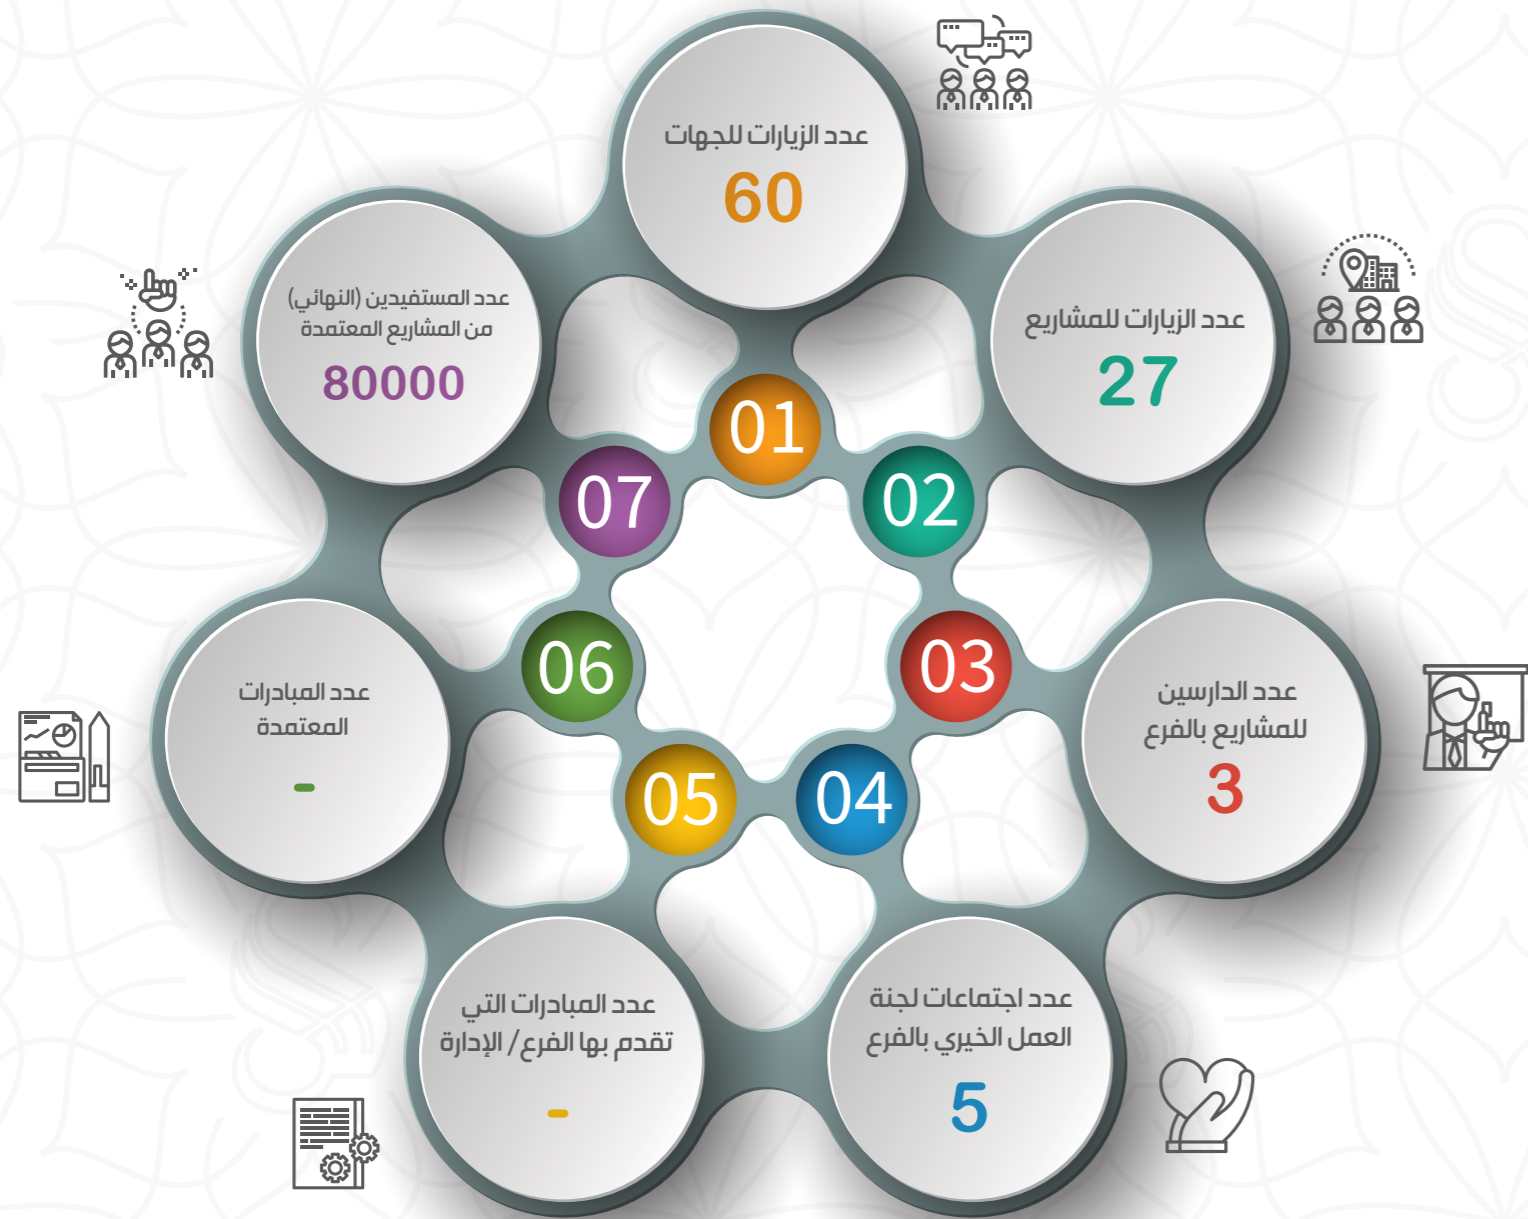 عدد الزيارات للجهات
60
01
عدد الزيارات للمشاريع
27
02
عدد الدارسين
للمشاريع بالفرع
3
03
عدد اجتماعات لجنة
العمل الخيري بالفرع
5
04
عدد المبادرات التي
تقدم بها الفرع/ الإدارة
-
05
عدد المبادرات
المعتمدة
-
06
عدد المستفيدين (النهائي)
من المشاريع المعتمدة
80000
07